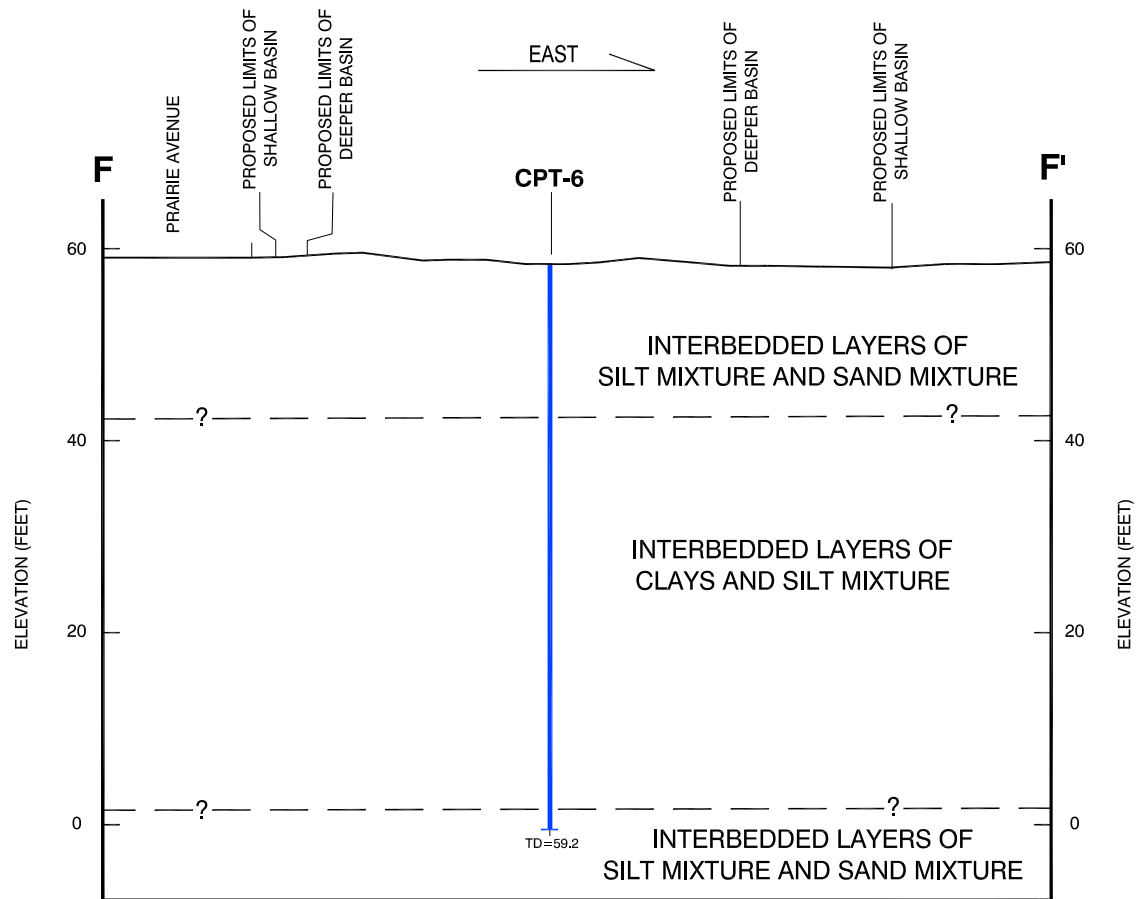 PRAIRIE AVENUE
PROPOSED LIMITS OF
SHALLOW BASIN
PROPOSED LIMITS OF
DEEPER BASIN
EAST
PROPOSED LIMITS OF
DEEPER BASIN
PROPOSED LIMITS OF
SHALLOW BASIN
F
CPT-6
F'
60
60
INTERBEDDED LAYERS OF
SILT MIXTURE AND SAND MIXTURE
?
?
40
40
ELEVATION (FEET)
ELEVATION (FEET)
INTERBEDDED LAYERS OF
CLAYS AND SILT MIXTURE
20
20
?
?
0
0
TD=59.2
INTERBEDDED LAYERS OF
SILT MIXTURE AND SAND MIXTURE